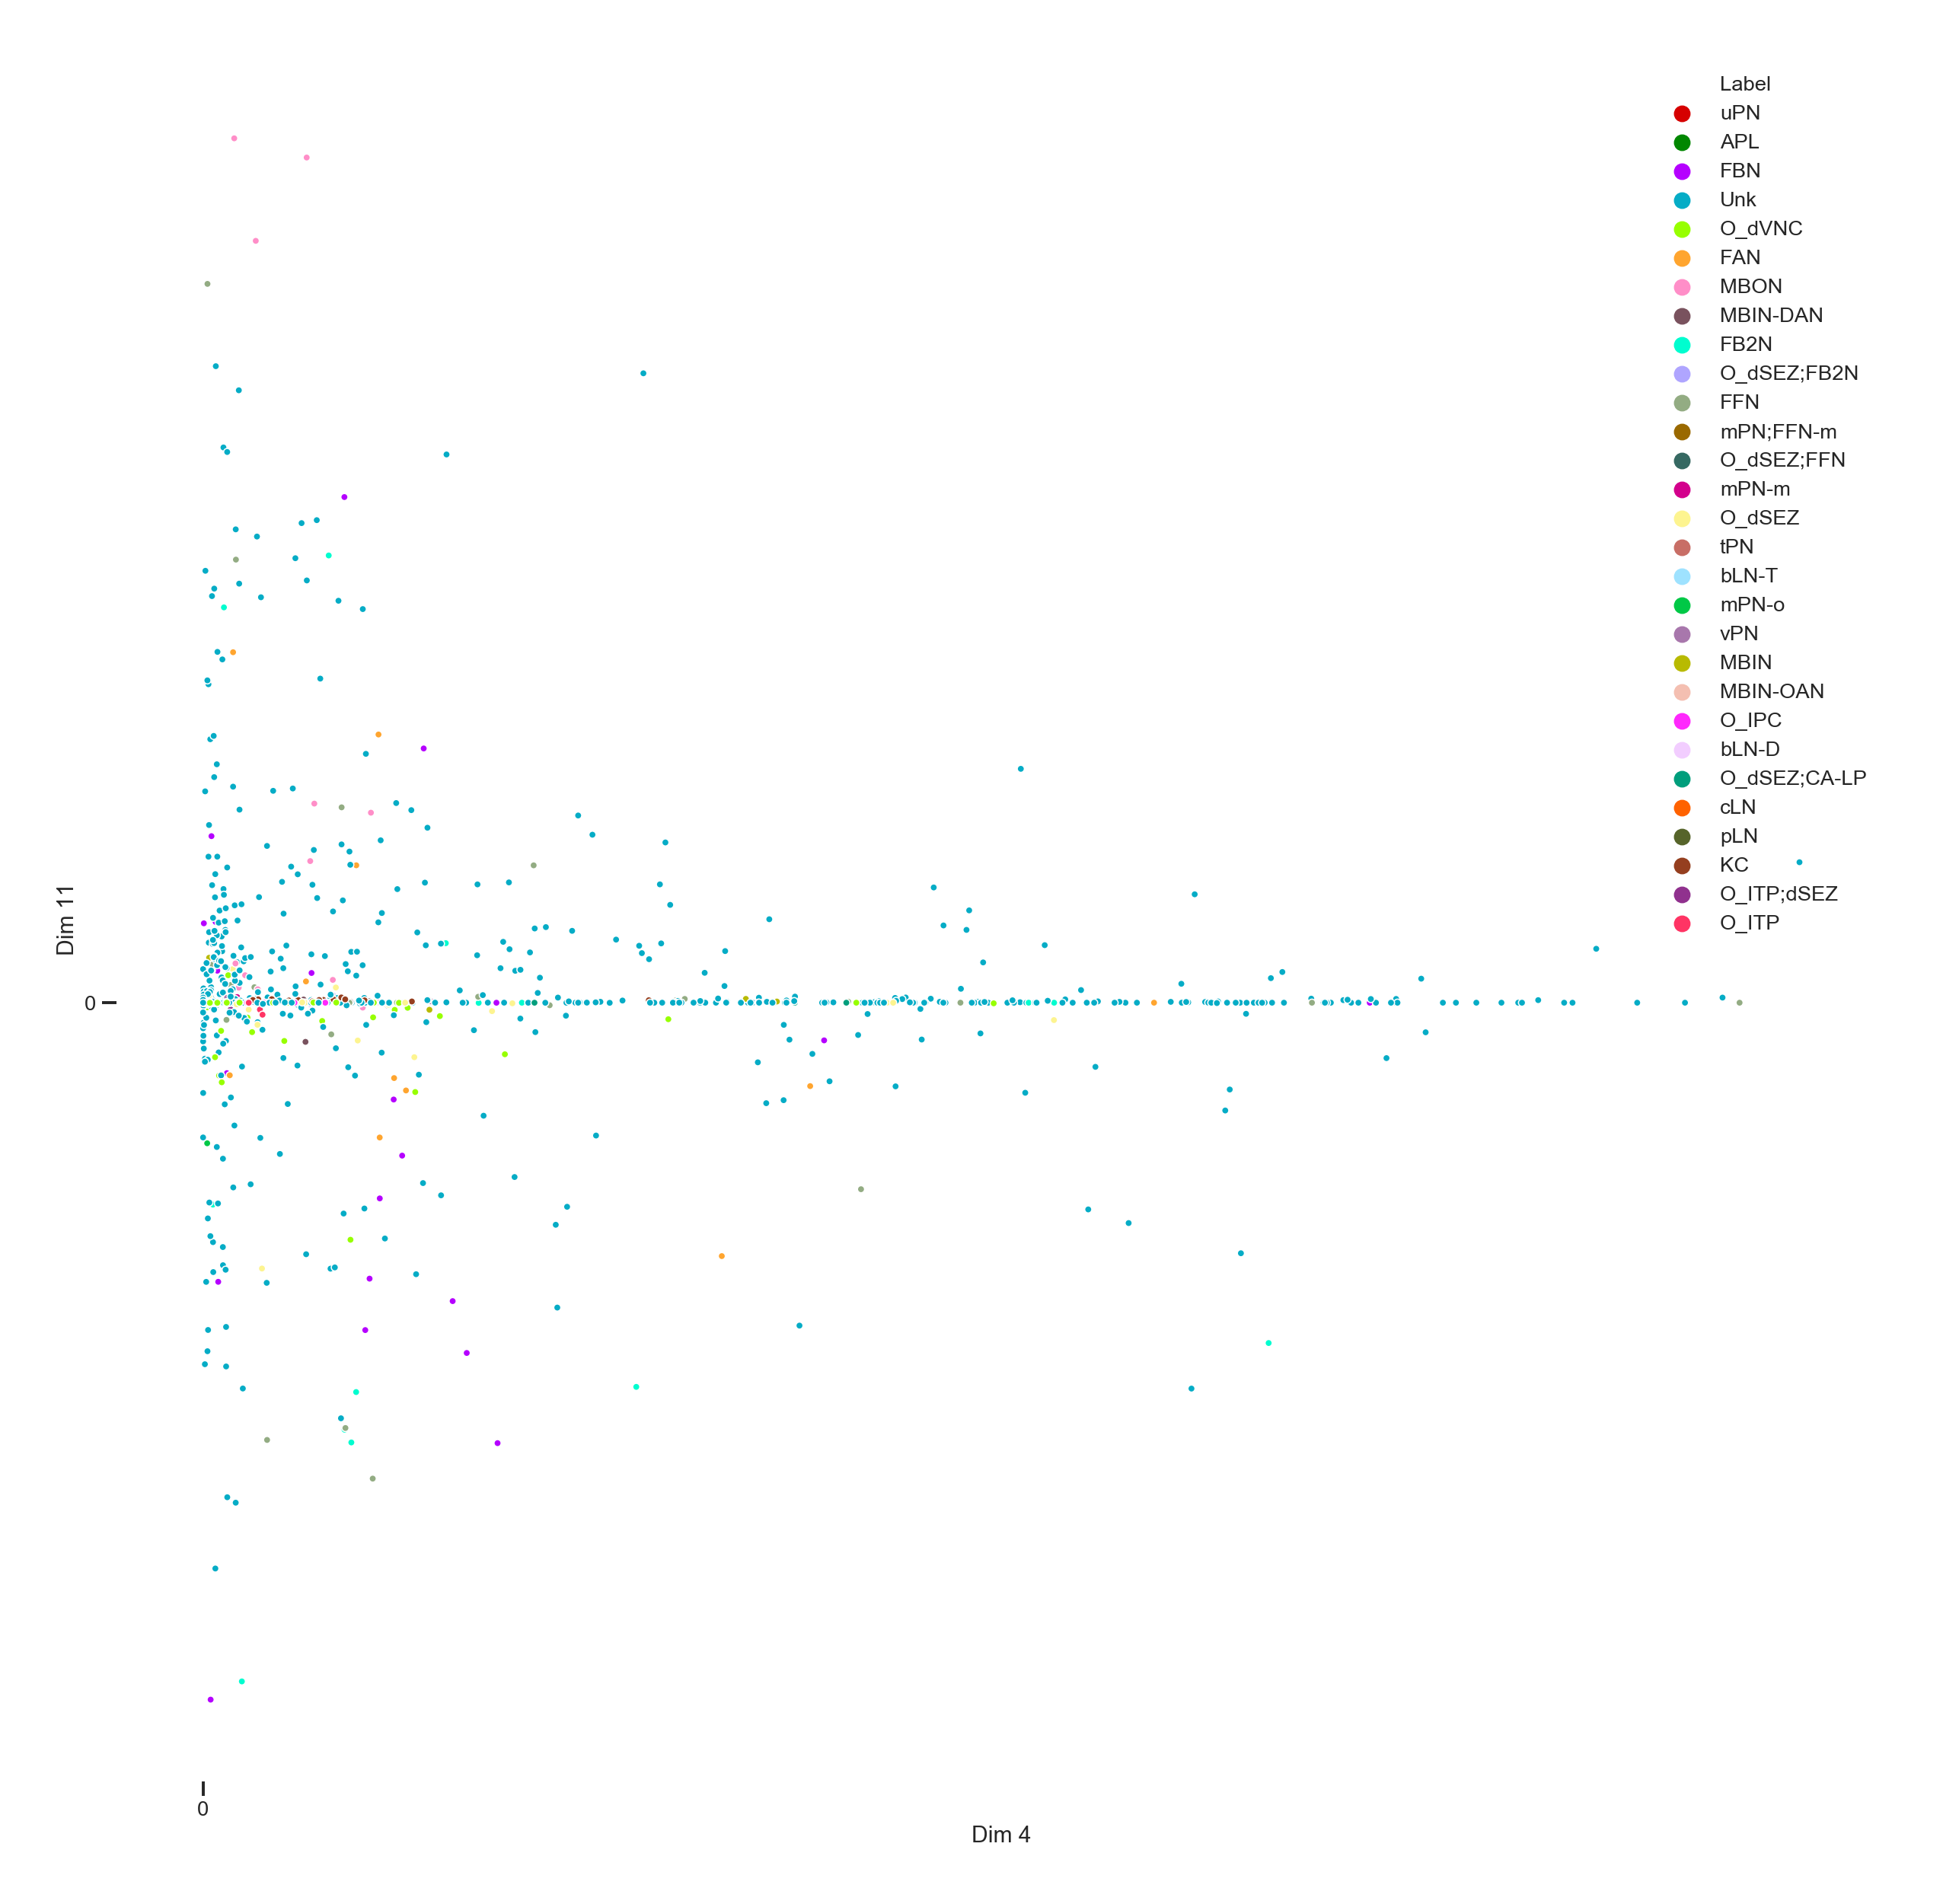 Label
uPN
APL
FBN
Unk
O_dVNC
FAN
MBON
MBIN-DAN
FB2N
O_dSEZ;FB2N
FFN
mPN;FFN-m
O_dSEZ;FFN
mPN-m
O_dSEZ
tPN
bLN-T
mPN-o
vPN
MBIN
MBIN-OAN
O_IPC
bLN-D
O_dSEZ;CA-LP
cLN
pLN
KC
O_ITP;dSEZ
O_ITP
Dim 11
0
0
Dim 4